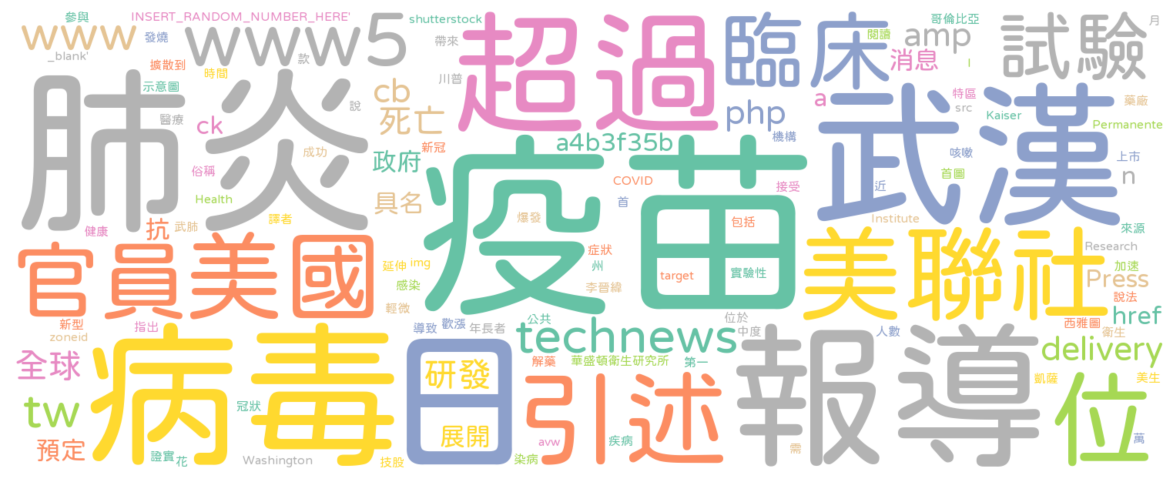 參與
INSERT_RANDOM_NUMBER_HERE'
shutterstock
哥倫比亞
月
www
發燒
www5
帶來
超過
臨床
閱讀
amp
試驗
_blank'
款
擴散到
時間
川普
消息
I
示意圖
肺炎
說
cb
a
特區
src
藥廠
醫療
死亡
php
武漢
Kaiser
Permanente
ck
a4b3f35b
機構
成功
政府
新冠
疫苗
咳嗽
上市
俗稱
COVID
接受
近
首圖
n
Health
具名
首
譯者
爆發
包括
Institute
健康
抗
武肺
來源
官員
美國
症狀
美聯社
Research
延伸
img
州
target
實驗性
加速
感染
李晉緯
Press
說法
輕微
新型
指出
導致
歡漲
年長者
公共
位於
href
zoneid
technews
中度
人數
西雅圖
衛生
病毒
日
報導
delivery
全球
研發
解藥
華盛頓衛生研究所
第一
引述
凱薩
美生
位
tw
冠狀
展開
預定
avw
疾病
萬
證實
花
Washington
技股
染病
需